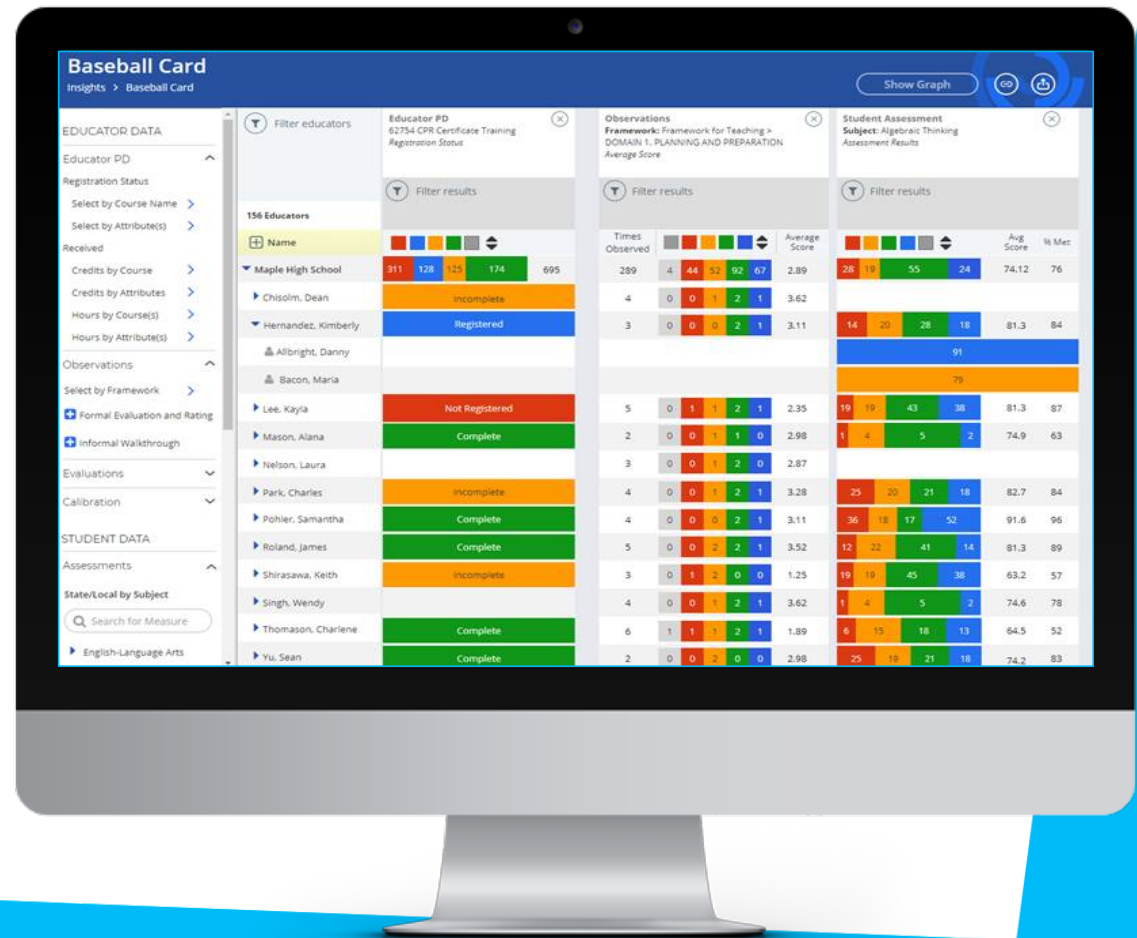 Baseball Card
Insights > Baseball Card
Show Graph
EDUCATOR DATA
Educator PD
Registration Status
Select by Course Name >
Select by Attribute(s) >
Received
Credits by Course >
Credits by Attributes >
Hours by Course(s) >
Hours by Attribute(s) >
Observations
Select by Framework >
Formal Evaluation and Rating
Informal Walkthrough
Evaluations
Calibration
STUDENT DATA
Assessments
State/Local by Subject
Search for Measure
English-Language Arts
Filter educators
156 Educators
Name
Educator PD
62754 CPR Certificate Training
Registration Status
Filter results
Observations
Framework: Framework for Teaching >
DOMAIN 1. PLANNING AND PREPARATION
Average Score
Filter results
Student Assessment
Subject: Algebraic Thinking
Assessment Results
Filter results
Times Observed Average Score Avg Score % Met
Maple High School 311 128 125 174 695 289 4 44 52 92 67 2.89 28 19 55 24 74.12 76
Chisolm, Dean Incomplete 4 0 0 1 2 1 3.62
Hernandez, Kimberly Registered 3 0 0 0 2 1 3.11 14 20 28 18 81.3 84
Allbright, Danny 91
Bacon, Maria 79
Lee, Kayla Not Registered 5 0 1 1 2 1 2.35 19 19 43 38 81.3 87
Mason, Alana Complete 2 0 0 1 1 0 2.98 1 4 5 2 74.9 63
Nelson, Laura 3 0 0 1 2 0 2.87
Park, Charles Incomplete 4 0 0 1 2 1 3.28 25 20 21 18 82.7 84
Pohler, Samantha Complete 4 0 0 0 2 1 3.11 36 18 17 52 91.6 96
Roland, James Complete 5 0 0 2 2 1 3.52 12 22 41 14 81.3 89
Shirasawa, Keith Incomplete 3 0 1 2 0 0 1.25 19 19 45 38 63.2 57
Singh, Wendy 4 0 0 1 2 1 3.62 1 4 5 2 74.6 78
Thomason, Charlene Complete 6 1 1 1 2 1 1.89 6 15 18 13 64.5 52
Yu, Sean Complete 2 0 0 2 0 0 2.98 25 19 21 18 74.2 83